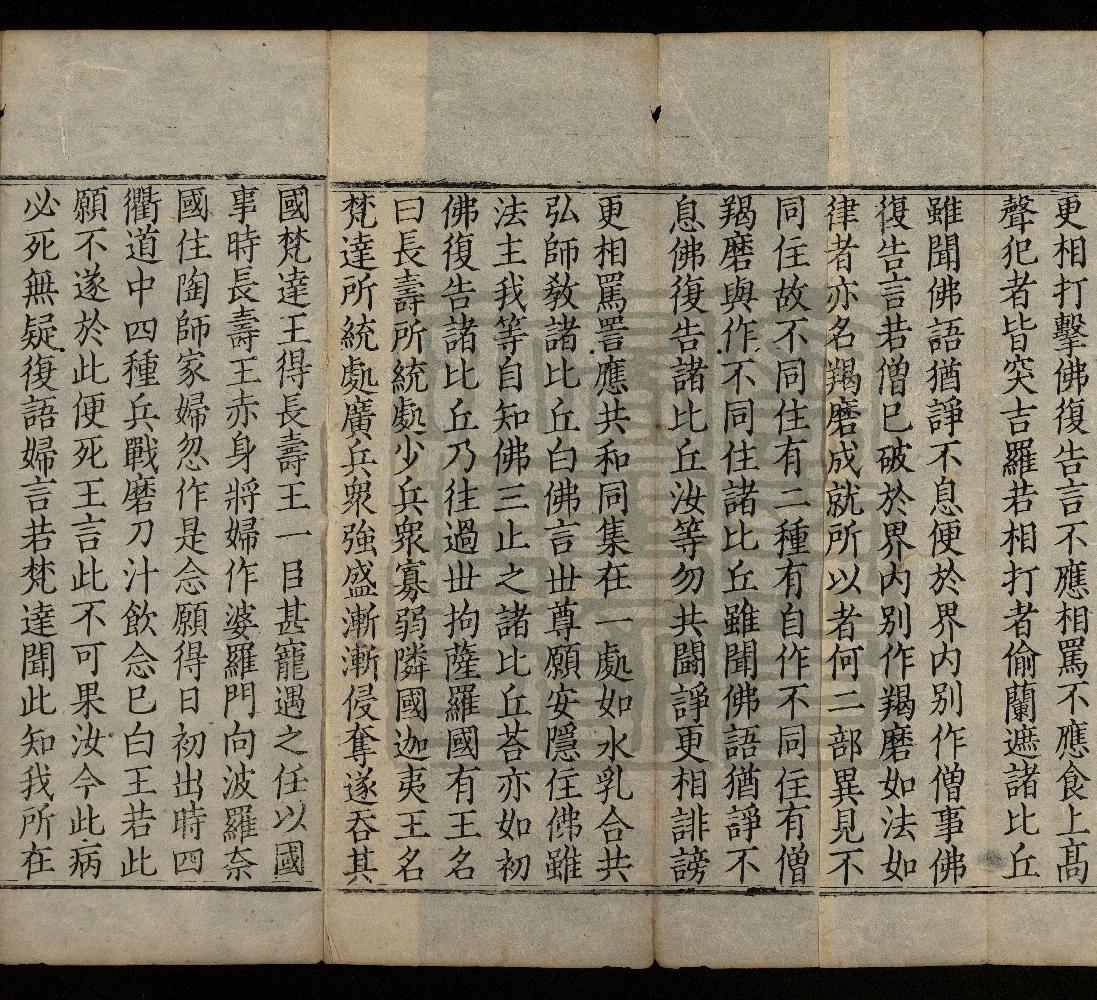 更相打擊佛復告言不應相罵不應食上高
聲犯者皆突吉羅若相打者偷蘭遮諸比丘
雖聞佛語猶諍不息便於界內別作僧事佛
復告言若僧已破於界內別作羯磨如法如
律者亦名羯磨成就所以者何二部異見不
同住故不同住有二種有自作不同住有僧
羯磨與作不同住諸比丘雖聞佛語猶諍不
息佛復告諸比丘汝等勿共鬪諍更相誹謗
更相罵詈應共和同集在一處如水乳合共
弘師教諸比丘白佛言世尊願安隱住佛雖
法主我等自知佛三止之諸比丘荅亦如初
佛復告諸比丘乃往過世拘薩羅國有王名
曰長壽所統處少兵衆寡弱隣國迦夷王名
梵達所統處廣兵衆強盛漸漸侵奪遂吞其
國梵達王得長壽王一目甚寵遇之任以國
事時長壽王赤身將婦作婆羅門向波羅奈
國住陶師家婦忽作是念願得日初出時四
衢道中四種兵戰磨刀汁飲念已白王若此
願不遂於此便死王言此不可果汝今此病
必死無疑復語婦言若梵達聞此知我所在